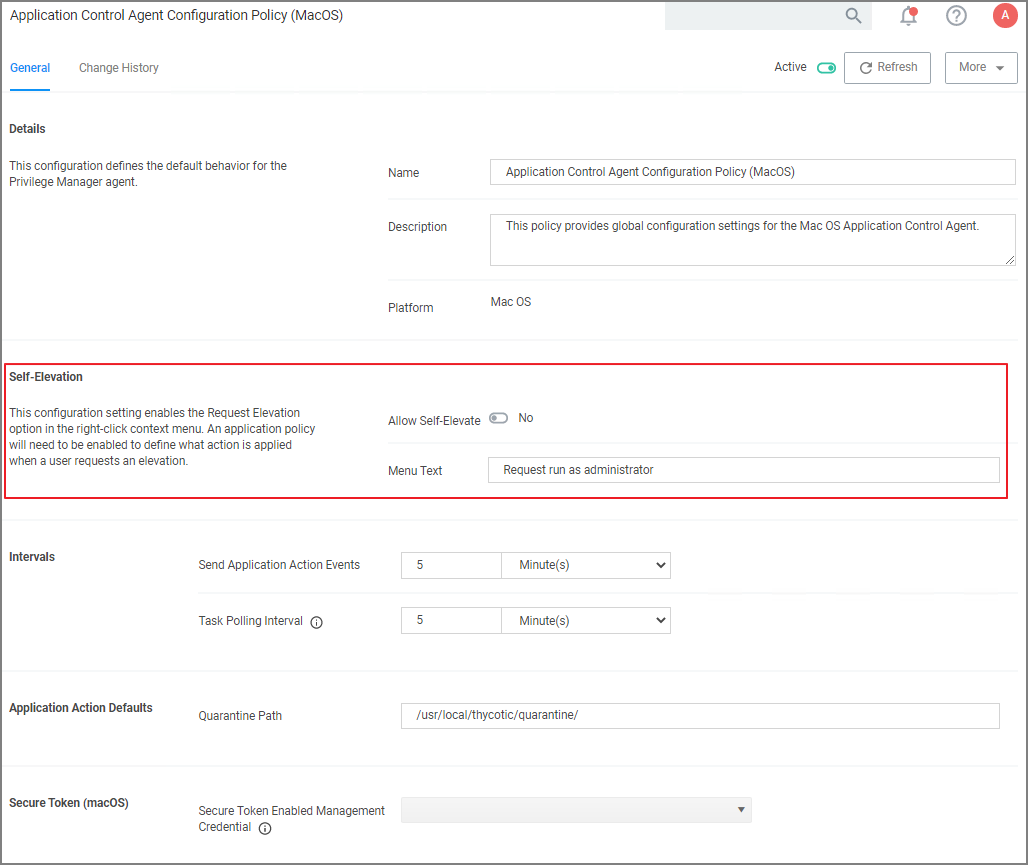 Application Control Agent Configuration Policy (MacOS)
A
General
Change History
Active
Refresh
More
Details
This configuration defines the default behavior for the
Privilege Manager agent.
Name
Application Control Agent Configuration Policy (MacOS)
Description
This policy provides global configuration settings for the Mac OS Application Control Agent.
Platform
Mac OS
Self-Elevation
This configuration setting enables the Request Elevation
option in the right-click context menu. An application policy
will need to be enabled to define what action is applied
when a user requests an elevation.
Allow Self-Elevate
No
Menu Text
Request run as administrator
Intervals
Send Application Action Events
5
Minute(s)
Task Polling Interval
5
Minute(s)
Application Action Defaults
Quarantine Path
/usr/local/thycotic/quarantine/
Secure Token (macOS)
Secure Token Enabled Management
Credential